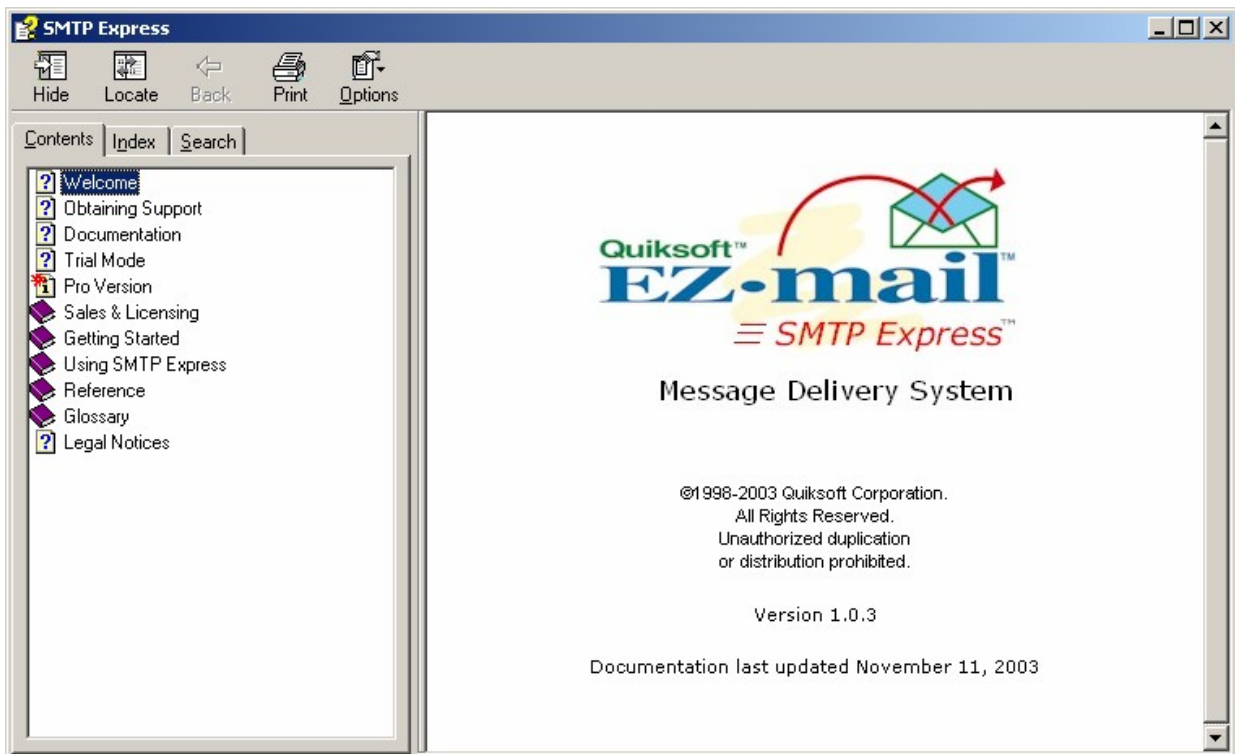 SMTP Express
Hide Locate Back Print Options
Contents Index Search
Welcome
Obtaining Support
Documentation
Trial Mode
Pro Version
Sales & Licensing
Getting Started
Using SMTP Express
Reference
Glossary
Legal Notices
Quiksoft™
EZ•mail™
SMTP Express™
Message Delivery System
©1998-2003 Quiksoft Corporation.
All Rights Reserved.
Unauthorized duplication
or distribution prohibited.
Version 1.0.3
Documentation last updated November 11, 2003